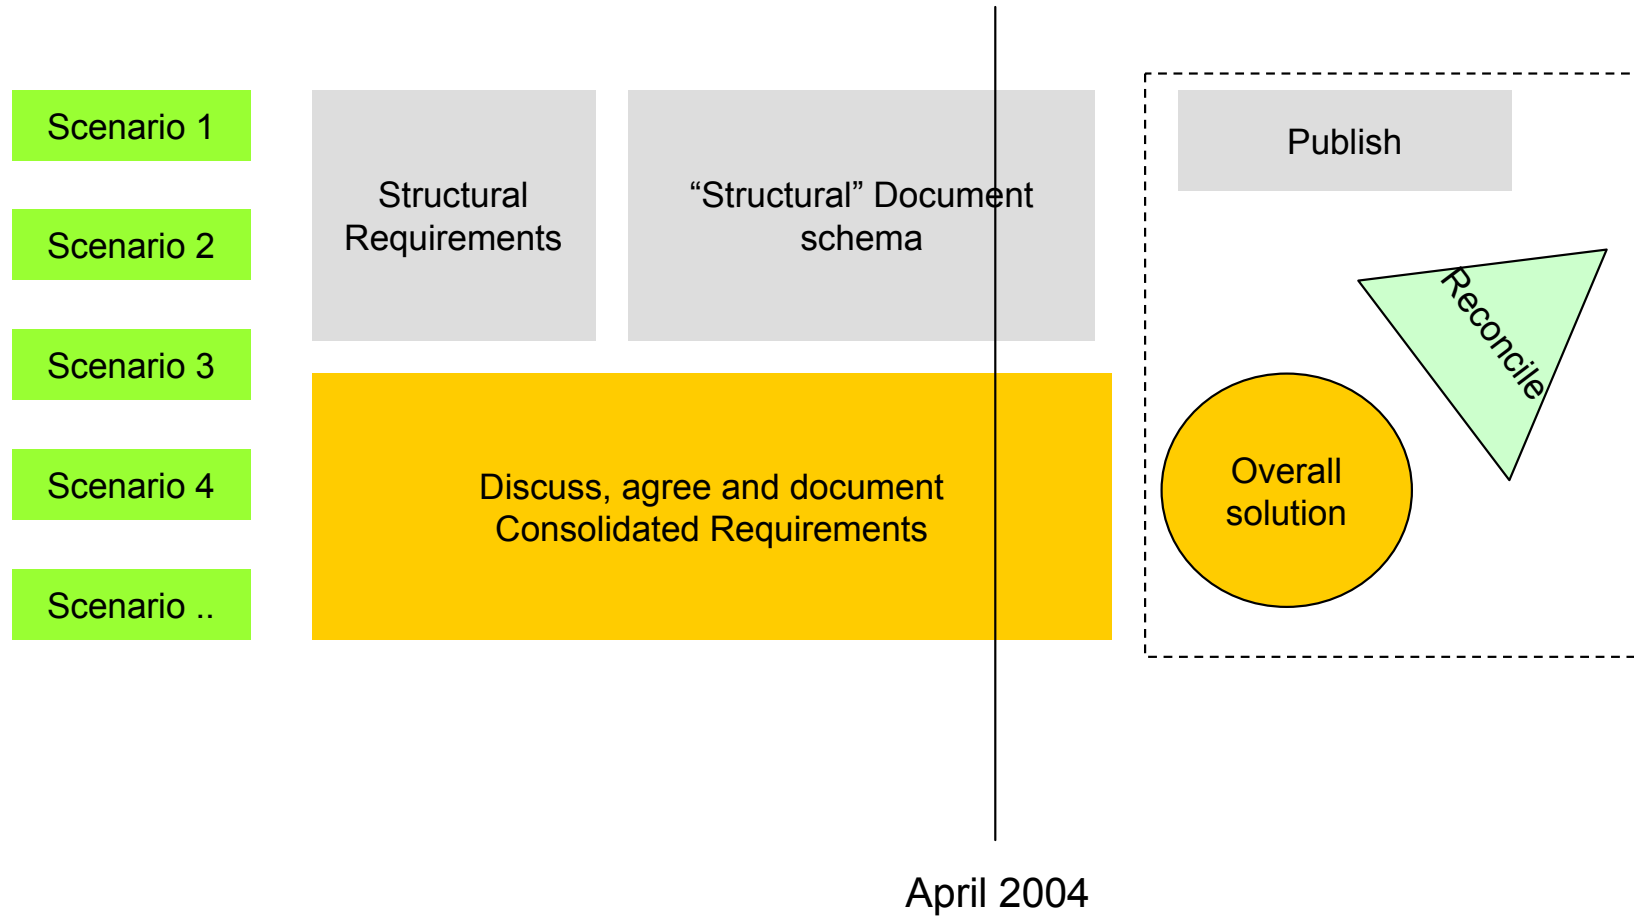 Scenario 1
Scenario 2
Scenario 3
Scenario 4
Scenario ..
Structural
Requirements
“Structural” Document
schema
Discuss, agree and document
Consolidated Requirements
Publish
Reconcile
Overall
solution
April 2004